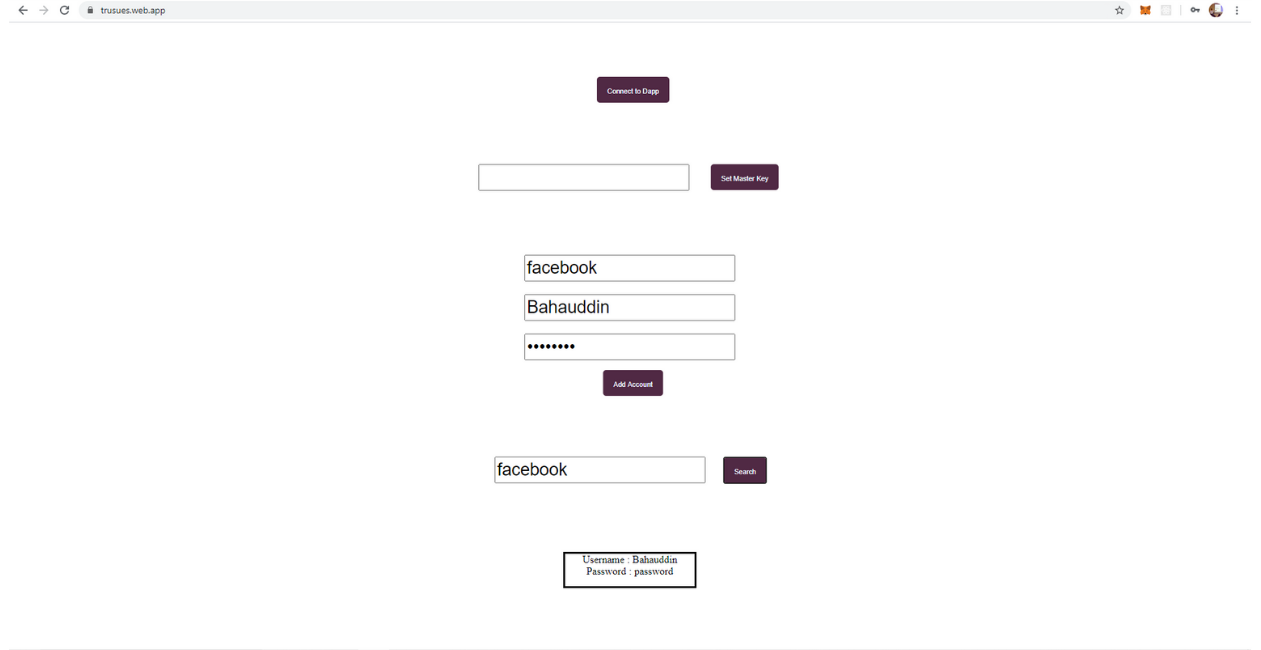 trusues.web.app
Connect to Dapp
Set Master Key
facebook
Bahauddin
••••••••
Add Account
facebook
Search
Username : Bahauddin
Password : password